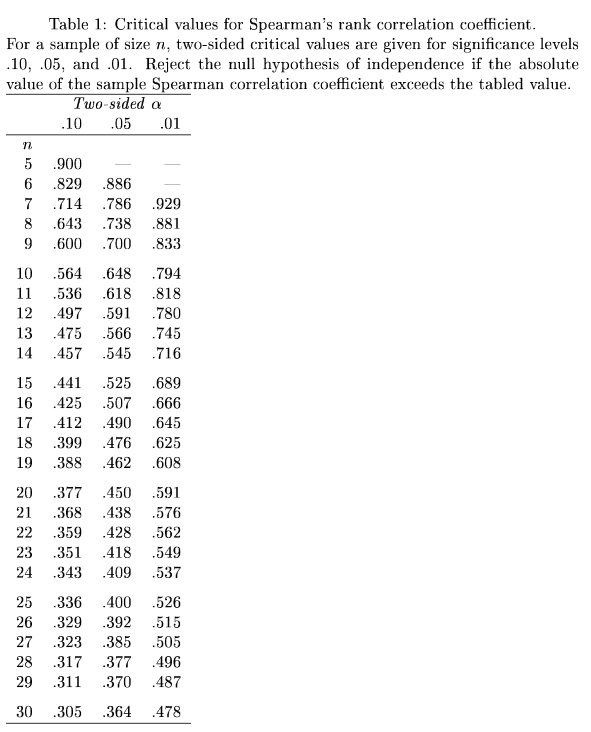 Table 1: Critical values for Spearman's rank correlation coefficient.
For a sample of size n, two-sided critical values are given for significance levels
.10, .05, and .01. Reject the null hypothesis of independence if the absolute
value of the sample Spearman correlation coefficient exceeds the tabled value.
Two-sided α
.10 .05 .01
n
5 .900 — —
6 .829 .886 —
7 .714 .786 .929
8 .643 .738 .881
9 .600 .700 .833
10 .564 .648 .794
11 .536 .618 .818
12 .497 .591 .780
13 .475 .566 .745
14 .457 .545 .716
15 .441 .525 .689
16 .425 .507 .666
17 .412 .490 .645
18 .399 .476 .625
19 .388 .462 .608
20 .377 .450 .591
21 .368 .438 .576
22 .359 .428 .562
23 .351 .418 .549
24 .343 .409 .537
25 .336 .400 .526
26 .329 .392 .515
27 .323 .385 .505
28 .317 .377 .496
29 .311 .370 .487
30 .305 .364 .478